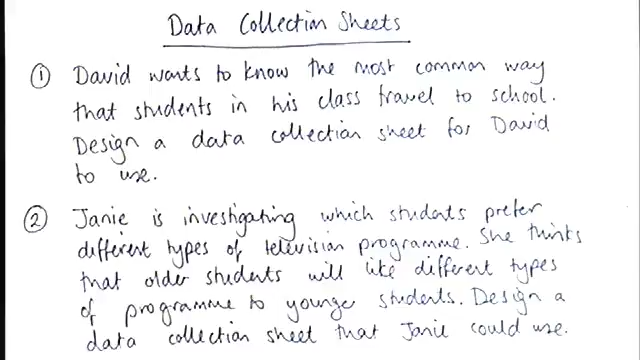 Data Collection Sheets
① David wants to know the most common way
that students in his class travel to school.
Design a data collection sheet for David
to use.
② Janie is investigating which students prefer
different types of television programme. She thinks
that older students will like different types
of programme to younger students. Design a
data collection sheet that Janie could use.